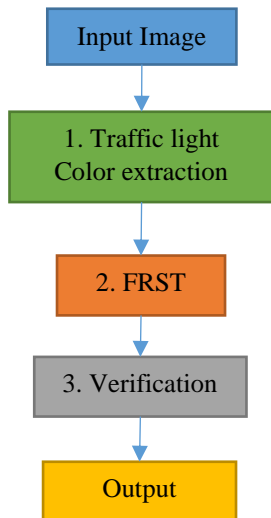 Input Image
1. Traffic light
Color extraction
2. FRST
3. Verification
Output